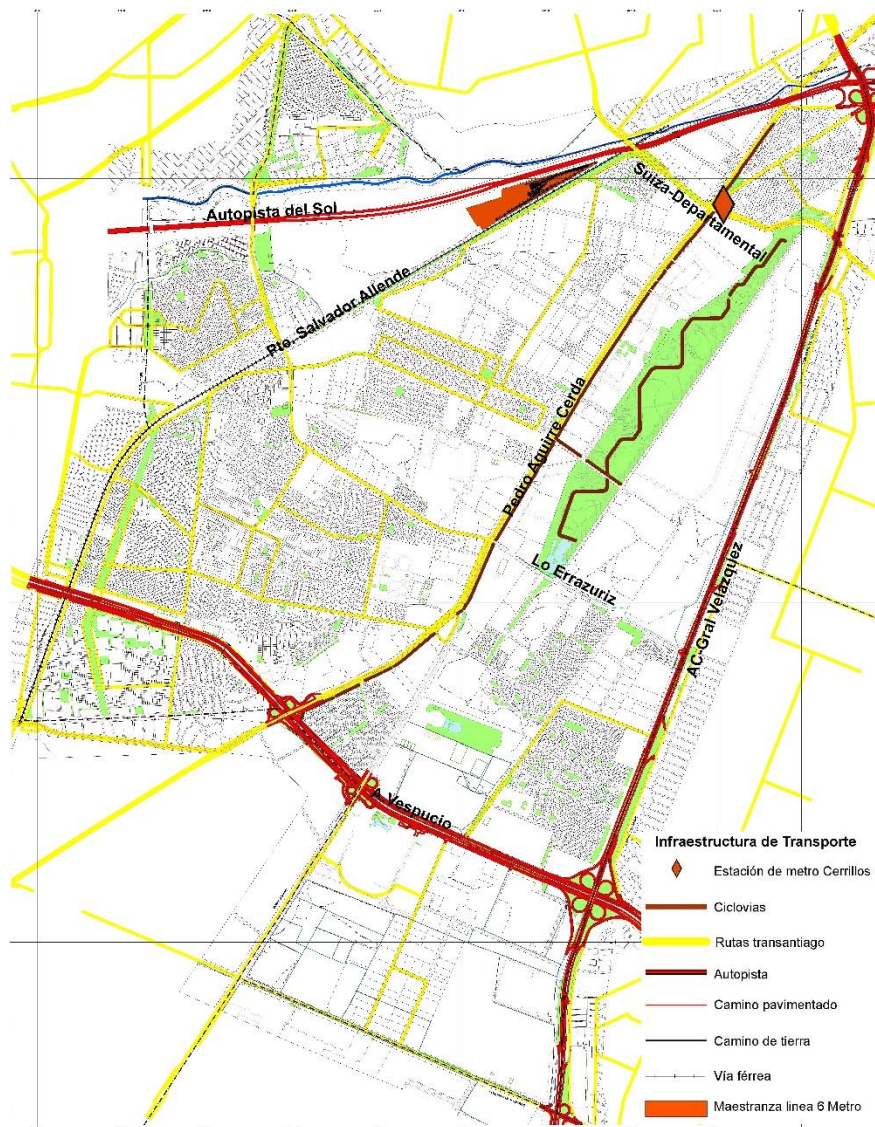 Suiza-Departamental
Autopista del Sol
Pte. Salvador Allende
Pedro Aguirre Cerda
Lo Errazuriz
AC-Gral Velázquez
A Vespucio
Infraestructura de Transporte
Estación de metro Cerrillos
Ciclovias
Rutas transantiago
Autopista
Camino pavimentado
Camino de tierra
Vía férrea
Maestranza linea 6 Metro